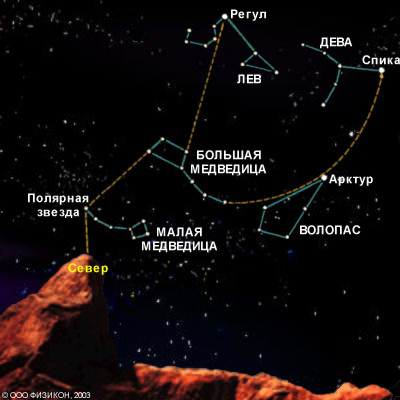 Регул
ДЕВА
Спика
ЛЕВ
БОЛЬШАЯ
МЕДВЕДИЦА
Арктур
Полярная
звезда
МАЛАЯ
МЕДВЕДИЦА
ВОЛОПАС
Север
© ООО ФИЗИКОН, 2003